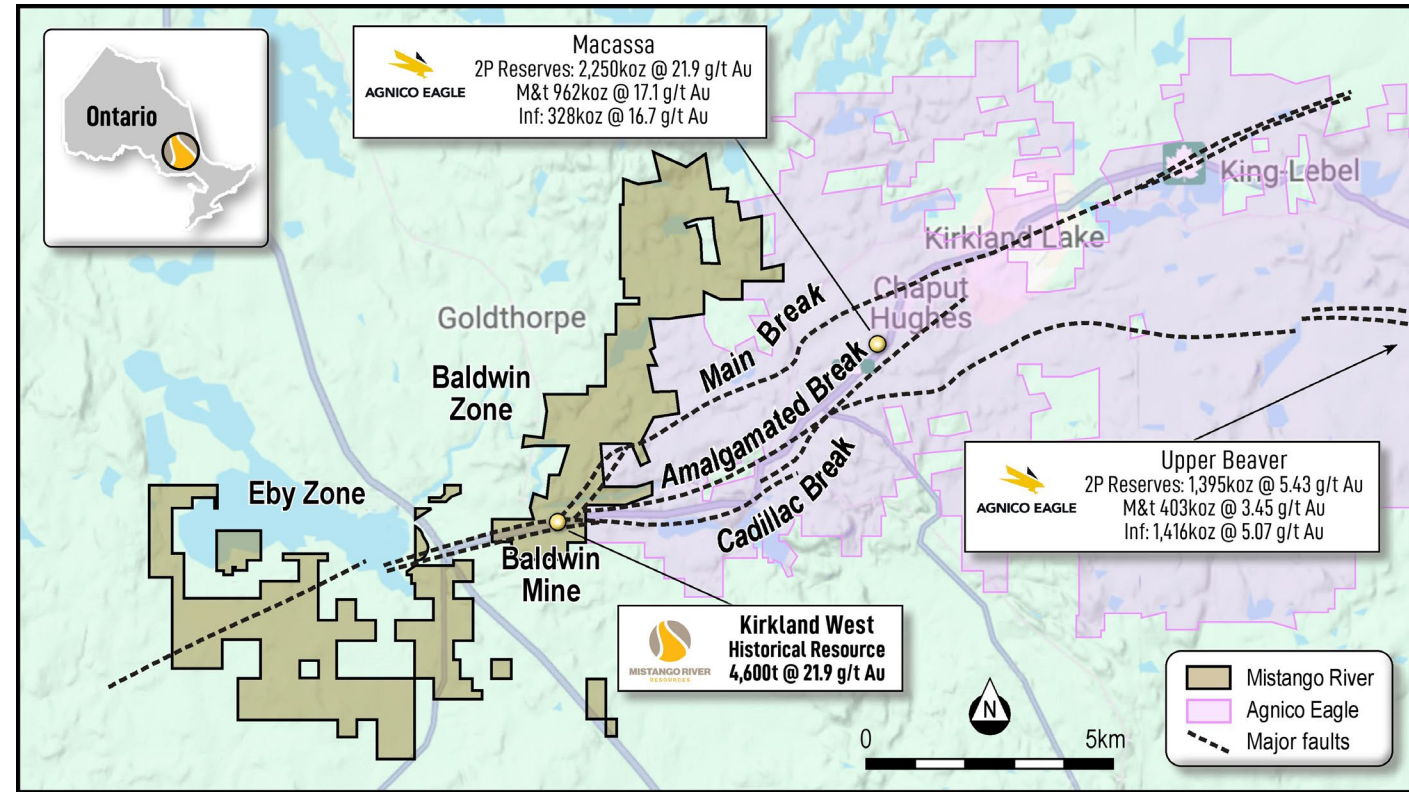 Ontario
AGNICO EAGLE
Macassa
2P Reserves: 2,250koz @ 21.9 g/t Au
M&t 962koz @ 17.1 g/t Au
Inf: 328koz @ 16.7 g/t Au
King-Lebel
Kirkland Lake
Chaput
Hughes
Goldthorpe
Main Break
Baldwin
Zone
Amalgamated Break
Cadillac Break
Eby Zone
Baldwin
Mine
AGNICO EAGLE
Upper Beaver
2P Reserves: 1,395koz @ 5.43 g/t Au
M&t 403koz @ 3.45 g/t Au
Inf: 1,416koz @ 5.07 g/t Au
MISTANGO RIVER
RESOURCES
Kirkland West
Historical Resource
4,600t @ 21.9 g/t Au
N
0 5km
Mistango River
Agnico Eagle
Major faults